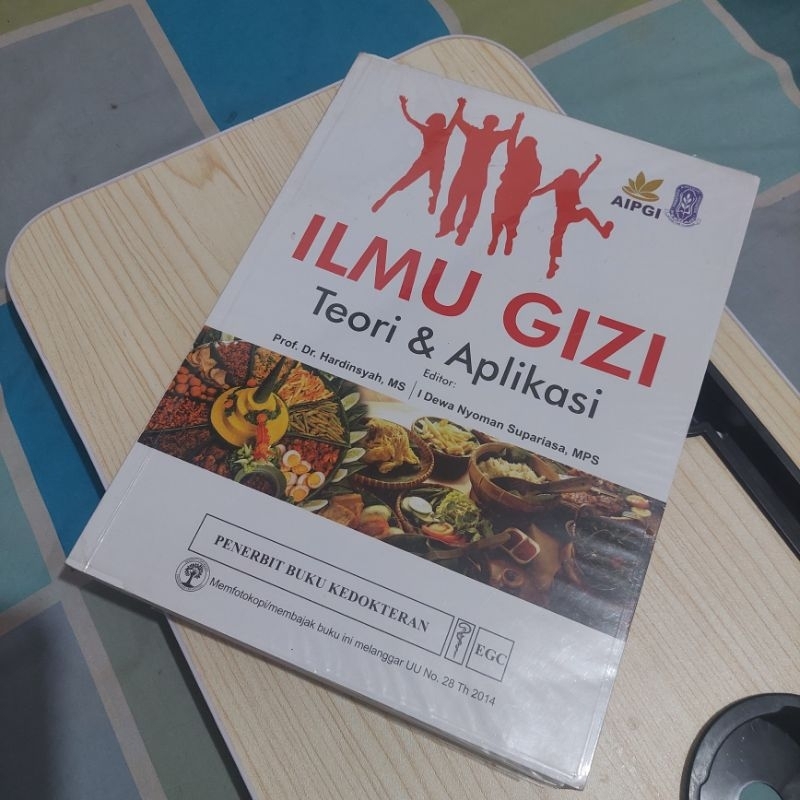 AIPGI
ILMU GIZI
Teori & Aplikasi
Editor:
Prof. Dr. Hardinsyah, MS | I Dewa Nyoman Supariasa, MPS
PENERBIT BUKU KEDOKTERAN
EGC
Memfotokopi/membajak buku ini melanggar UU No. 28 Th 2014